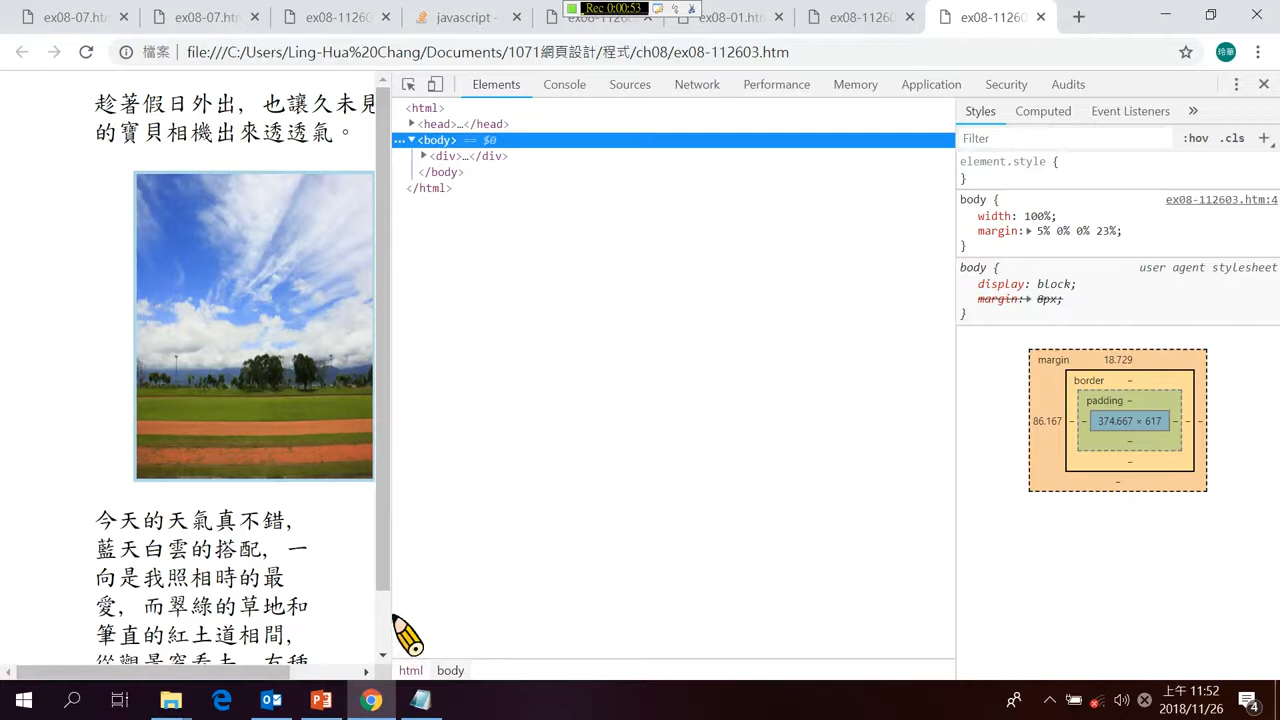 Rec 0:00:53
ex08-07.htm
ex08-07.htm
ex08-1126
javascript -
ex08-01.htm
ex08-1126
ex08-1126
檔案 file:///C:/Users/Ling-Hua%20Chang/Documents/1071網頁設計/程式/ch08/ex08-112603.htm
玲華
Elements Console Sources Network Performance Memory Application Security Audits
趁著假日外出，也讓久未見
的寶貝相機出來透透氣。
今天的天氣真不錯，
藍天白雲的搭配，一
向是我照相時的最
愛，而翠綠的草地和
筆直的紅土道相間，
<html>
<head>…</head>
<body> == $0
<div>…</div>
</body>
</html>
html body
Styles Computed Event Listeners »
Filter :hov .cls +
element.style {
}
body { ex08-112603.htm:4
width: 100%;
margin: 5% 0% 0% 23%;
}
body { user agent stylesheet
display: block;
margin: 8px;
}
margin 18.729
border –
padding –
86.167 – – 374.667 × 617 – – –
–
–
–
上午 11:52
2018/11/26
4